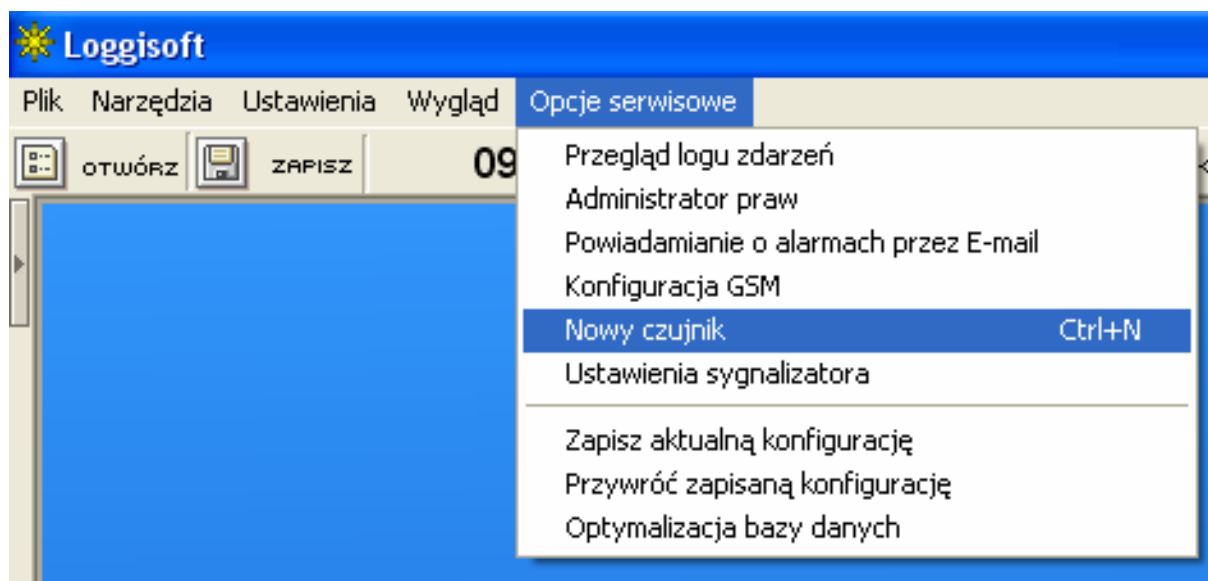 Loggisoft
Plik Narzędzia Ustawienia Wygląd Opcje serwisowe
OTWÓRZ ZAPISZ 09
Przegląd logu zdarzeń
Administrator praw
Powiadamianie o alarmach przez E-mail
Konfiguracja GSM
Nowy czujnik Ctrl+N
Ustawienia sygnalizatora
Zapisz aktualną konfigurację
Przywróć zapisaną konfigurację
Optymalizacja bazy danych